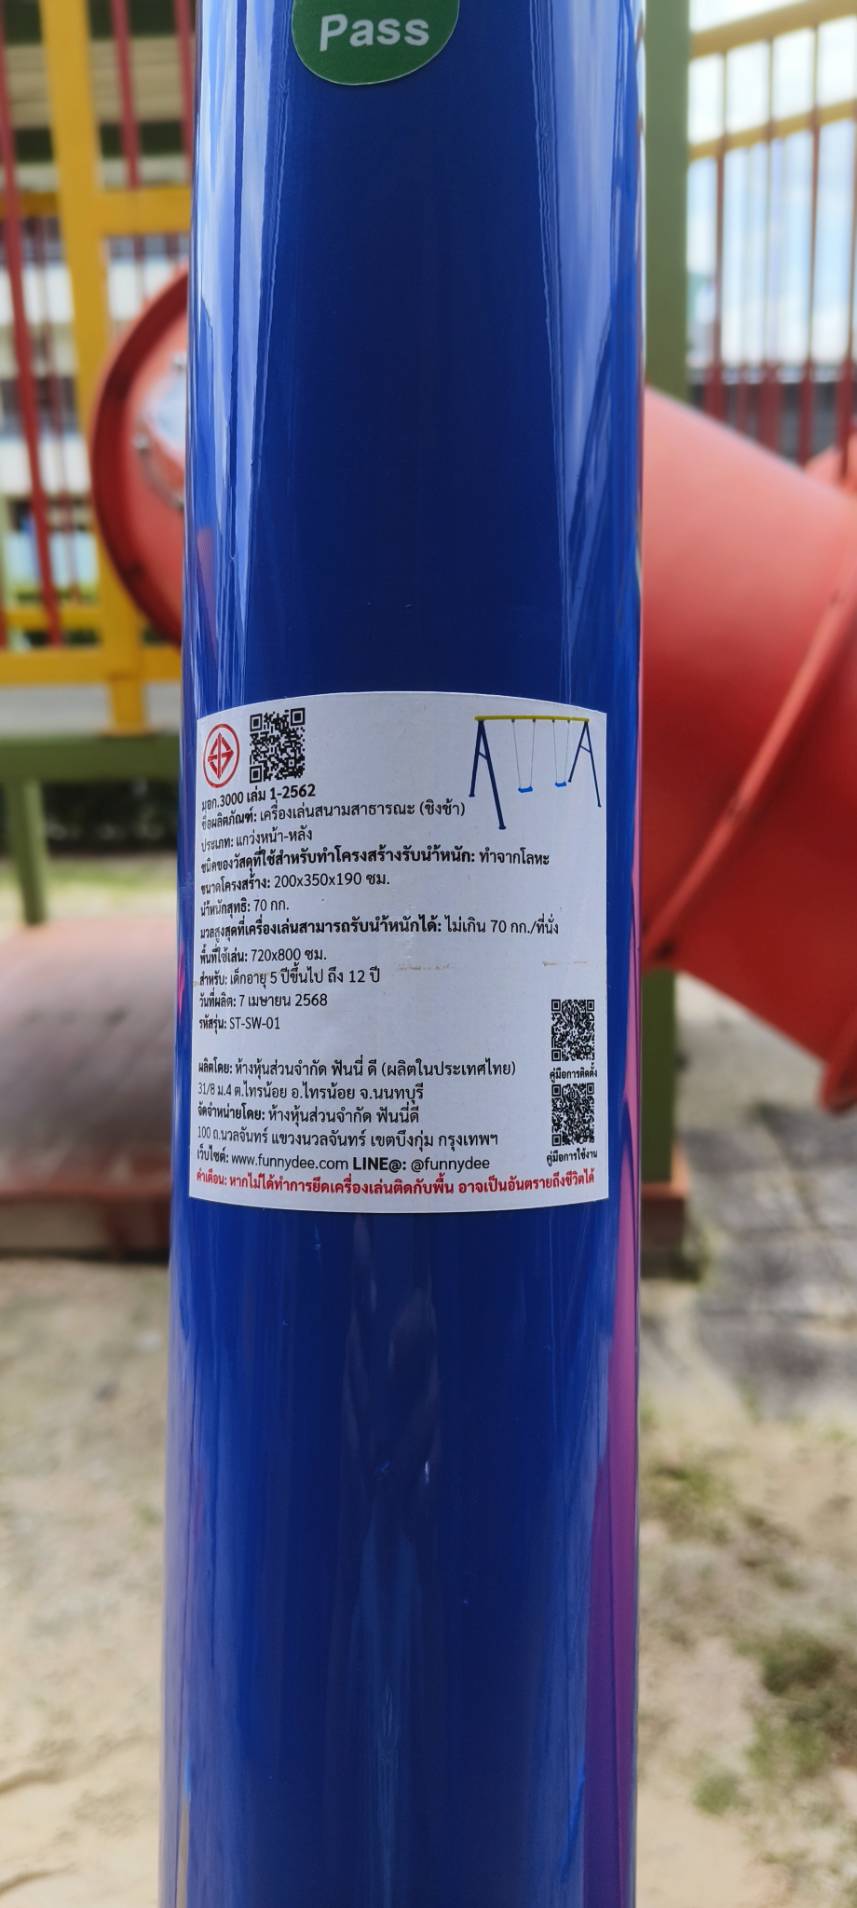 Pass
มอก.3000 เล่ม 1-2562
ชื่อผลิตภัณฑ์: เครื่องเล่นสนามสาธารณะ (ชิงช้า)
ประเภท: แกว่งหน้า-หลัง
ชนิดของวัสดุที่ใช้สำหรับทำโครงสร้างรับน้ำหนัก: ทำจากโลหะ
ขนาดโครงสร้าง: 200x350x190 ซม.
น้ำหนักสุทธิ: 70 กก.
มวลสูงสุดที่เครื่องเล่นสามารถรับน้ำหนักได้: ไม่เกิน 70 กก./ที่นั่ง
พื้นที่ใช้เล่น: 720x800 ซม.
สำหรับ: เด็กอายุ 5 ปีขึ้นไป ถึง 12 ปี
วันที่ผลิต: 7 เมษายน 2568
รหัสรุ่น: ST-SW-01
คู่มือการติดตั้ง
ผลิตโดย: ห้างหุ้นส่วนจำกัด ฟันนี่ ดี (ผลิตในประเทศไทย)
31/8 ม.4 ต.ไทรน้อย อ.ไทรน้อย จ.นนทบุรี
จัดจำหน่ายโดย: ห้างหุ้นส่วนจำกัด ฟันนี่ดี
100 ถ.นวลจันทร์ แขวงนวลจันทร์ เขตบึงกุ่ม กรุงเทพฯ
เว็บไซต์: www.funnydee.com LINE@: @funnydee
คู่มือการใช้งาน
คำเตือน: หากไม่ได้ทำการยึดเครื่องเล่นติดกับพื้น อาจเป็นอันตรายถึงชีวิตได้